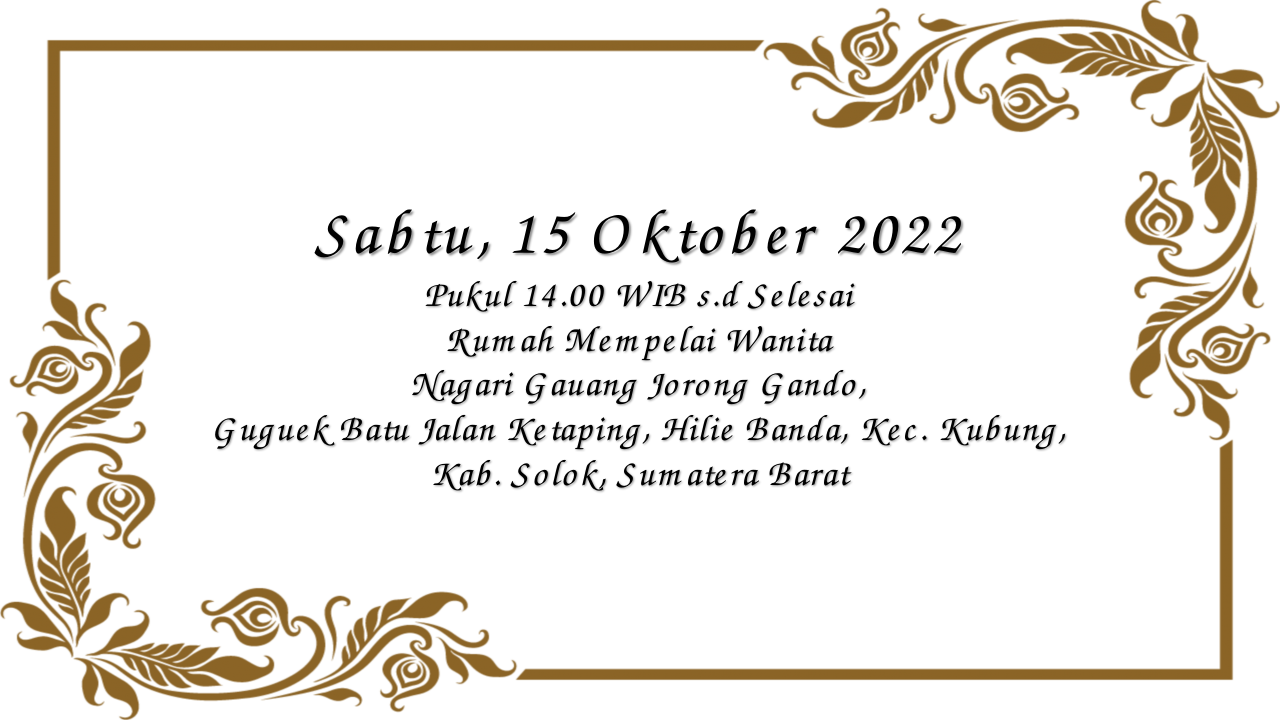 Sabtu, 15 Oktober 2022
Pukul 14.00 WIB s.d Selesai
Rumah Mempelai Wanita
Nagari Gauang Jorong Gando,
Guguek Batu Jalan Ketaping, Hilie Banda, Kec. Kubung,
Kab. Solok, Sumatera Barat